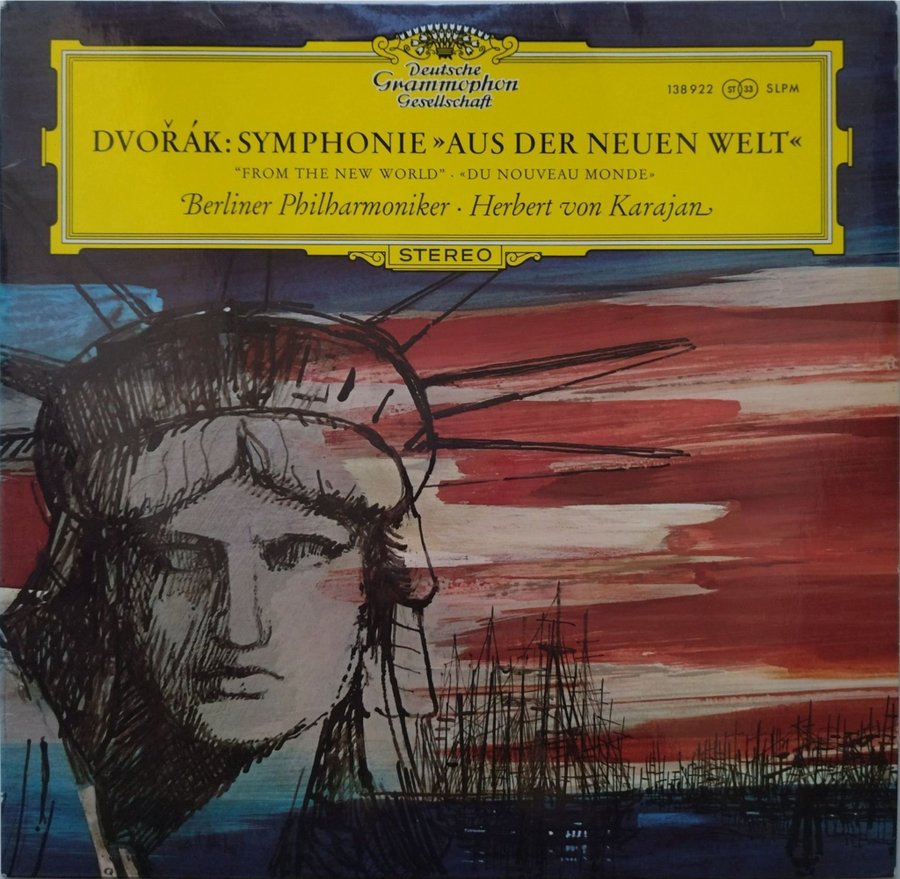 Deutsche
Grammophon
Gesellschaft
138 922 ST 33 SLPM
DVOŘÁK: SYMPHONIE »AUS DER NEUEN WELT«
“FROM THE NEW WORLD” · «DU NOUVEAU MONDE»
Berliner Philharmoniker · Herbert von Karajan
STEREO